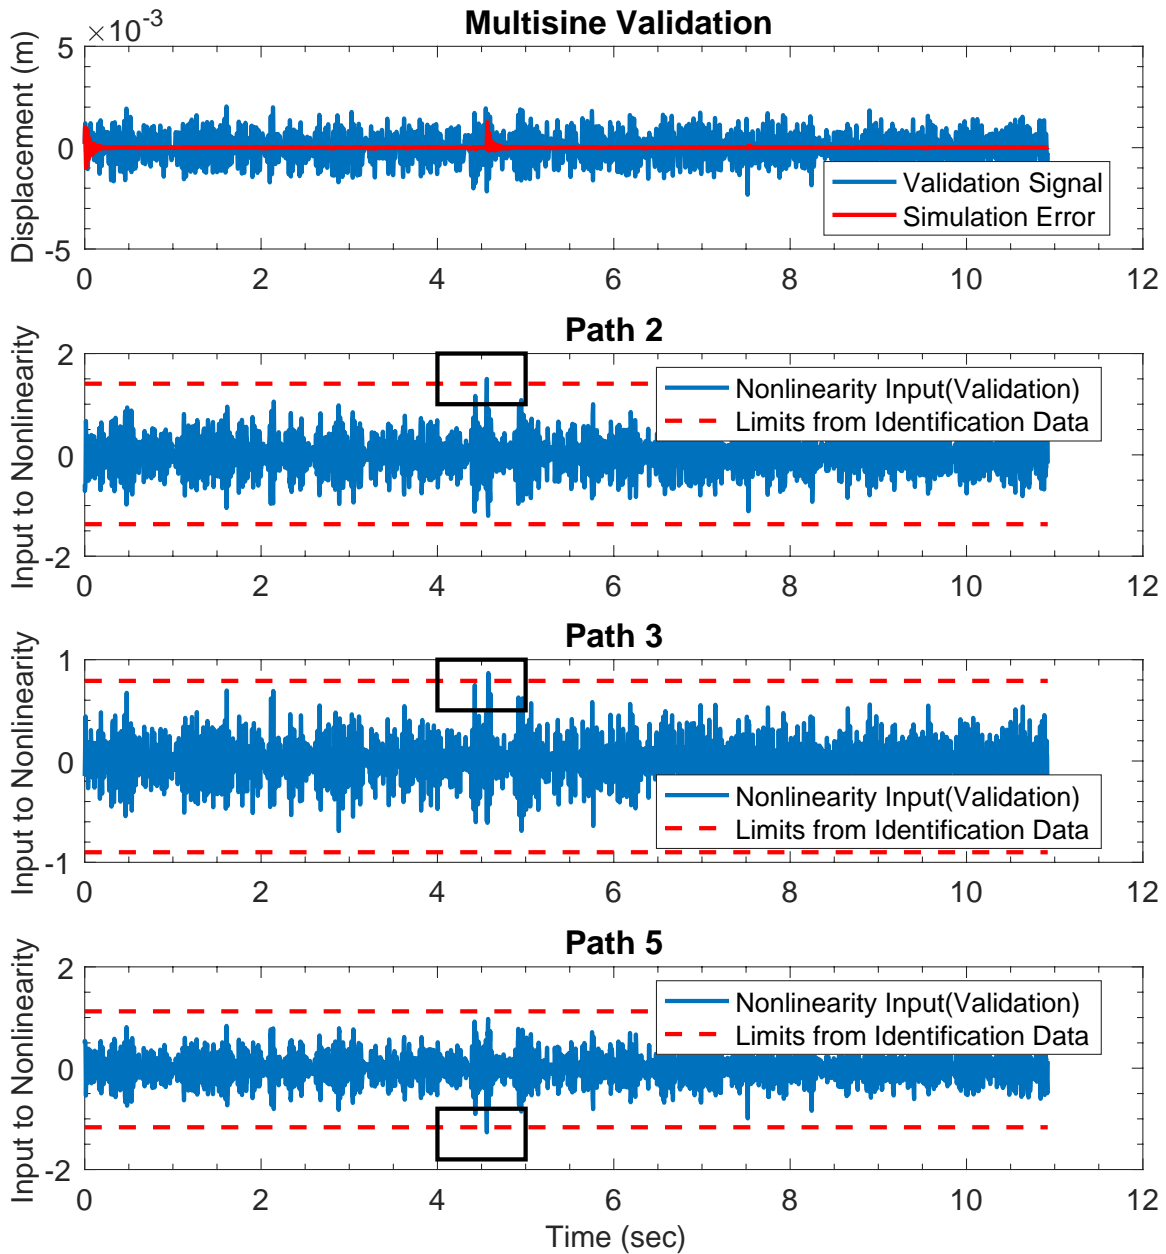 Multisine Validation
×10^-3
Displacement (m)
5
0
-5
Validation Signal
Simulation Error
0 2 4 6 8 10 12
Path 2
Input to Nonlinearity
2
0
-2
Nonlinearity Input(Validation)
Limits from Identification Data
0 2 4 6 8 10 12
Path 3
Input to Nonlinearity
1
0
-1
Nonlinearity Input(Validation)
Limits from Identification Data
0 2 4 6 8 10 12
Path 5
Input to Nonlinearity
2
0
-2
Nonlinearity Input(Validation)
Limits from Identification Data
0 2 4 6 8 10 12
Time (sec)